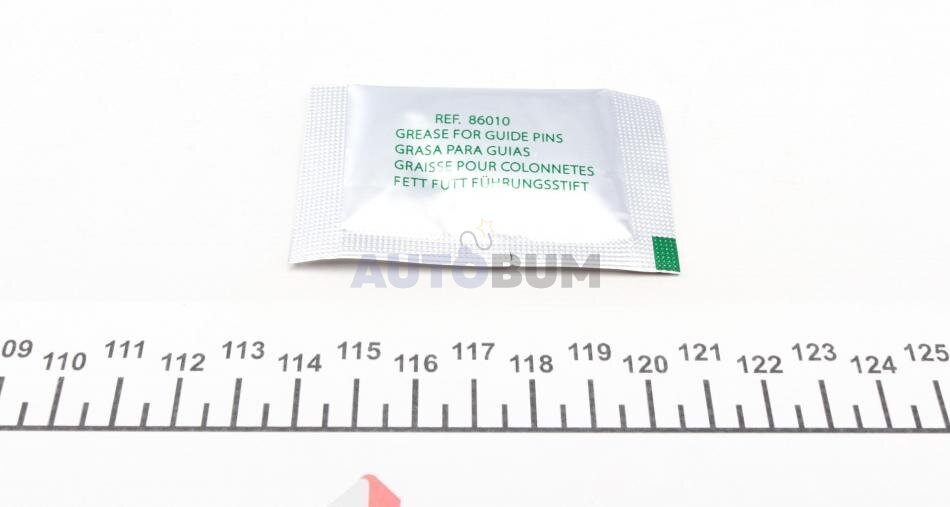 REF. 86010
GREASE FOR GUIDE PINS
GRASA PARA GUIAS
GRAISSE POUR COLONNETES
FETT FUTT FÜHRUNGSSTIFT
AUTOBUM
09 110 111 112 113 114 115 116 117 118 119 120 121 122 123 124 125